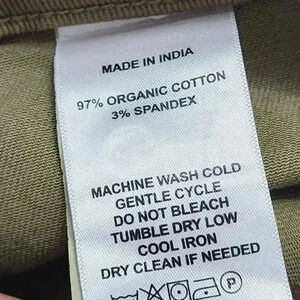 MADE IN INDIA
97% ORGANIC COTTON
3% SPANDEX
MACHINE WASH COLD
GENTLE CYCLE
DO NOT BLEACH
TUMBLE DRY LOW
COOL IRON
DRY CLEAN IF NEEDED
P